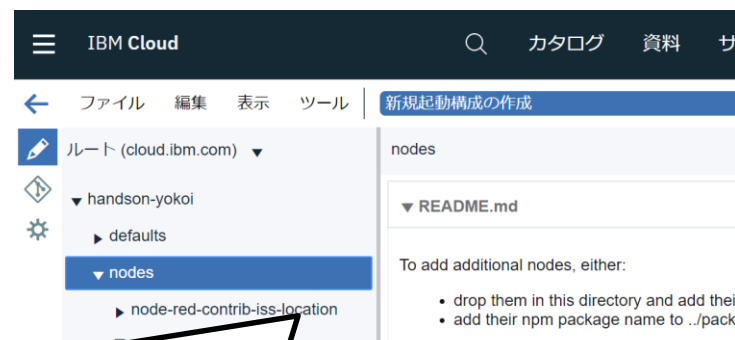 IBM Cloud カタログ 資料
ファイル 編集 表示 ツール 新規起動構成の作成
ルート (cloud.ibm.com)
nodes
handson-yokoi
README.md
defaults
nodes
To add additional nodes, either:
node-red-contrib-iss-location
drop them in this directory and add thei
add their npm package name to ../pack